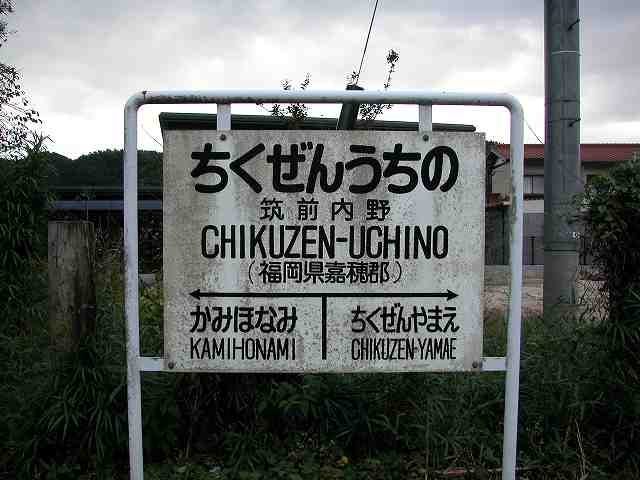 ちくぜんうちの
筑前内野
CHIKUZEN-UCHINO
(福岡県嘉穂郡)
かみほなみ ちくぜんやまえ
KAMIHONAMI CHIKUZEN-YAMAE